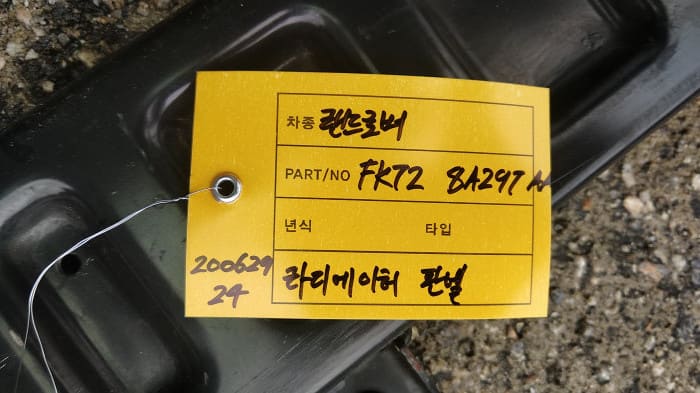 차종 랜드로버
PART/NO FK72 8A297 AA
년식 타입
200629
24
라디에이터 판넬